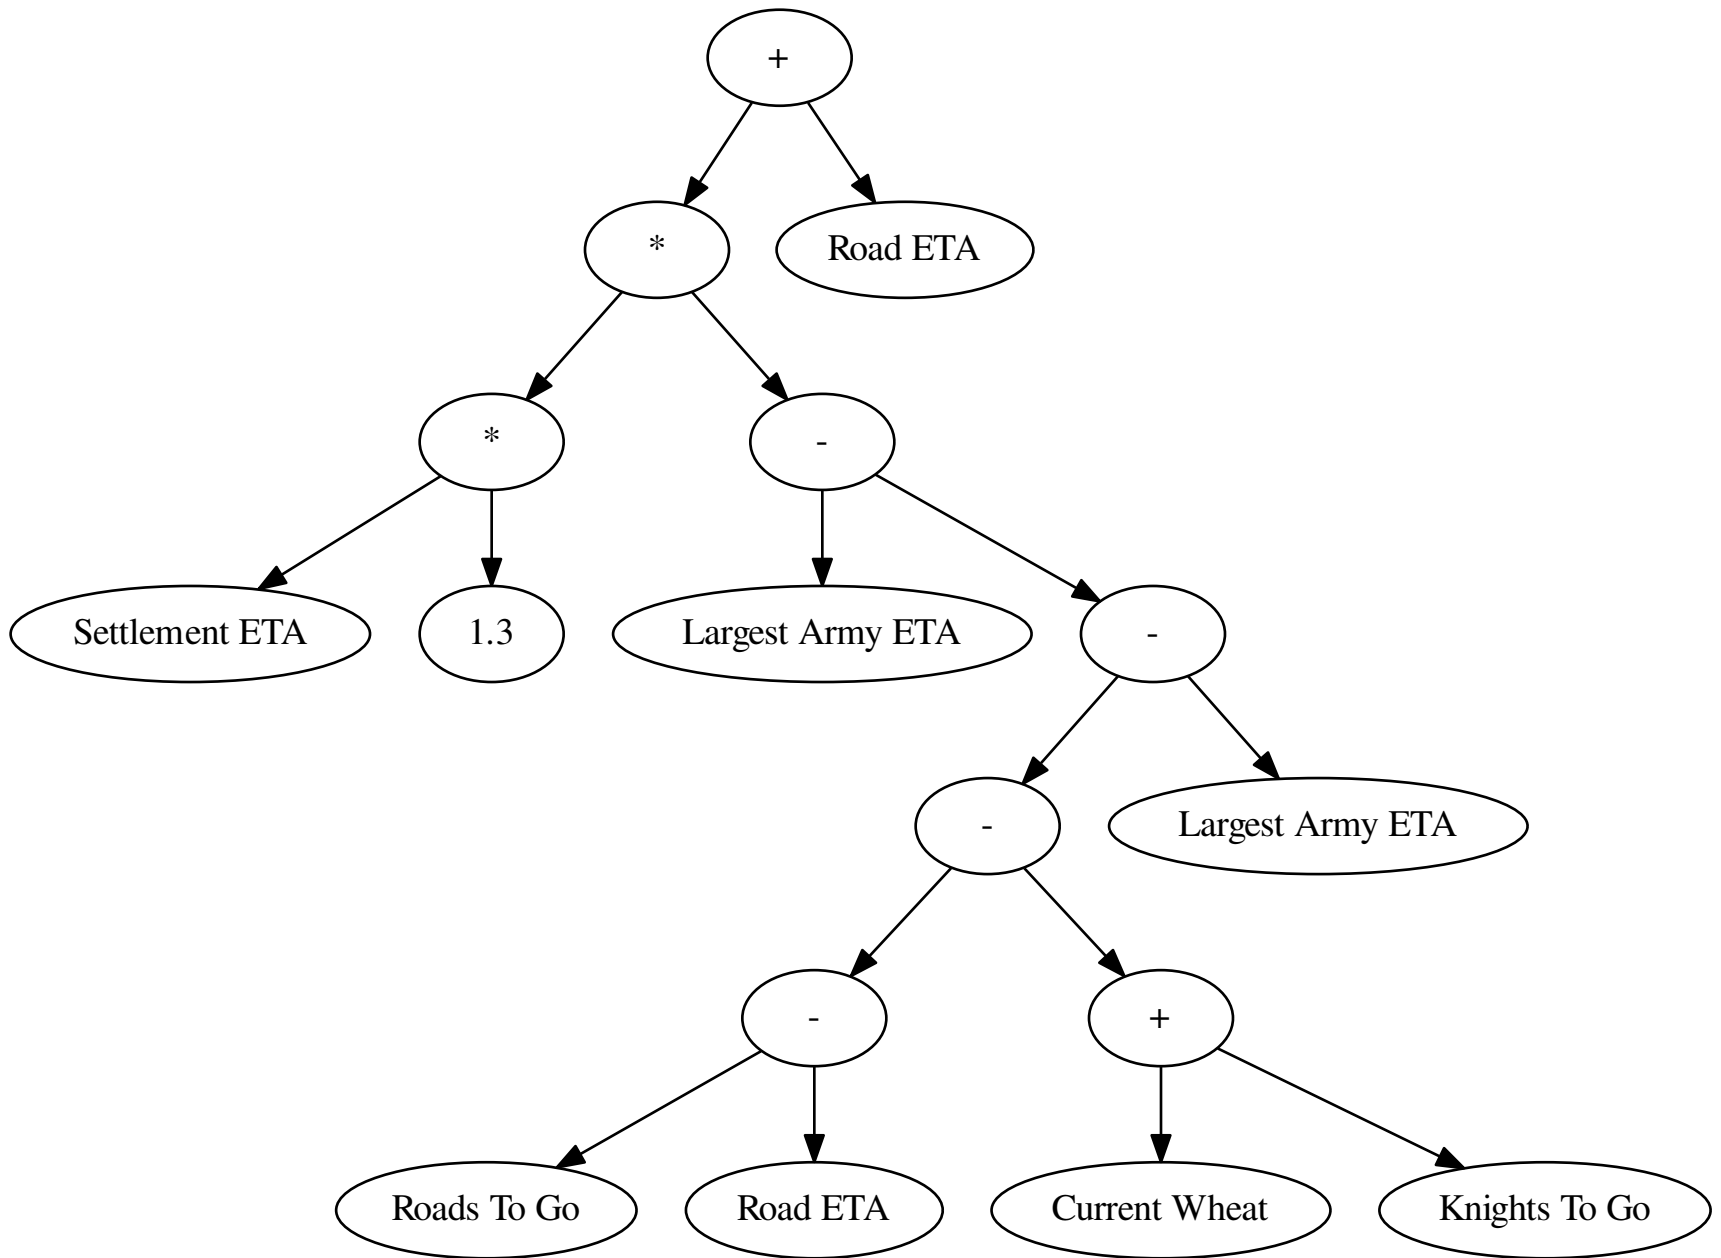 +
*
Road ETA
*
-
Settlement ETA
1.3
Largest Army ETA
-
-
Largest Army ETA
-
+
Roads To Go
Road ETA
Current Wheat
Knights To Go